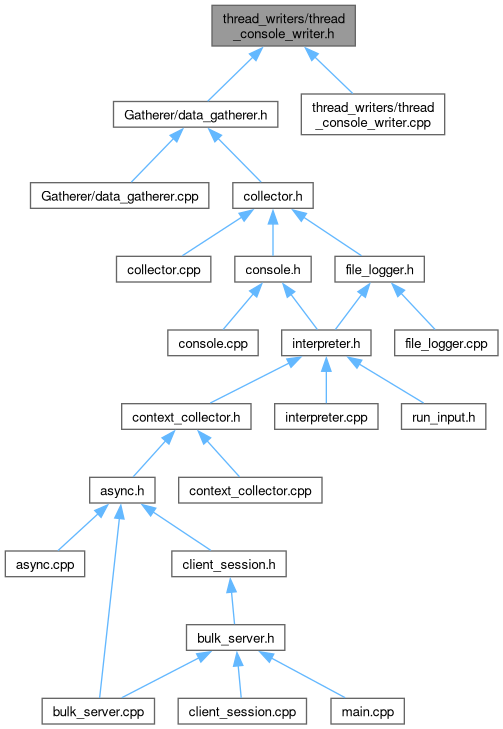 thread_writers/thread
_console_writer.h
Gatherer/data_gatherer.h
thread_writers/thread
_console_writer.cpp
Gatherer/data_gatherer.cpp
collector.h
collector.cpp
console.h
file_logger.h
console.cpp
interpreter.h
file_logger.cpp
context_collector.h
interpreter.cpp
run_input.h
async.h
context_collector.cpp
async.cpp
client_session.h
bulk_server.h
bulk_server.cpp
client_session.cpp
main.cpp